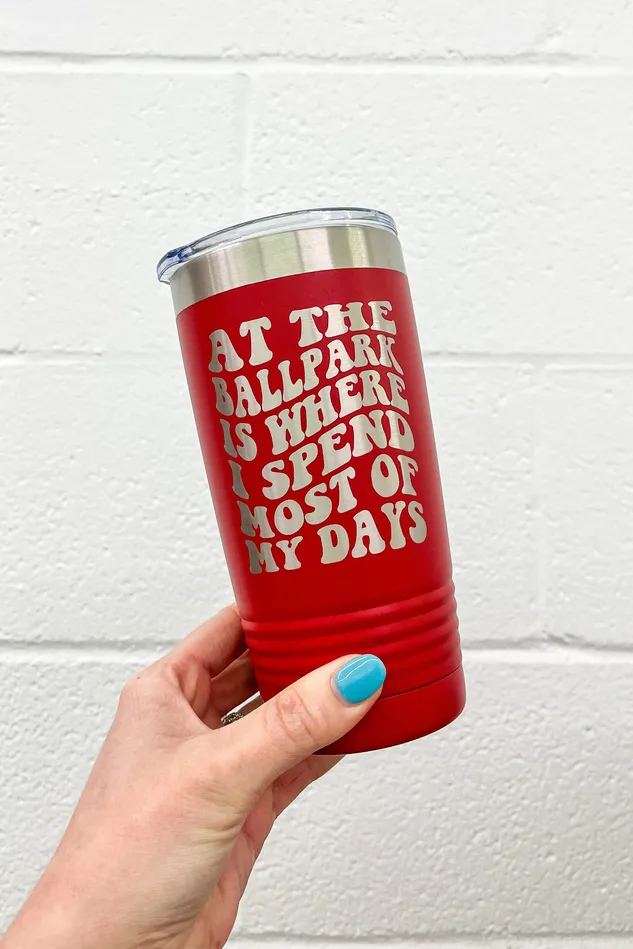 AT THE
BALLPARK
IS WHERE
I SPEND
MOST OF
MY DAYS